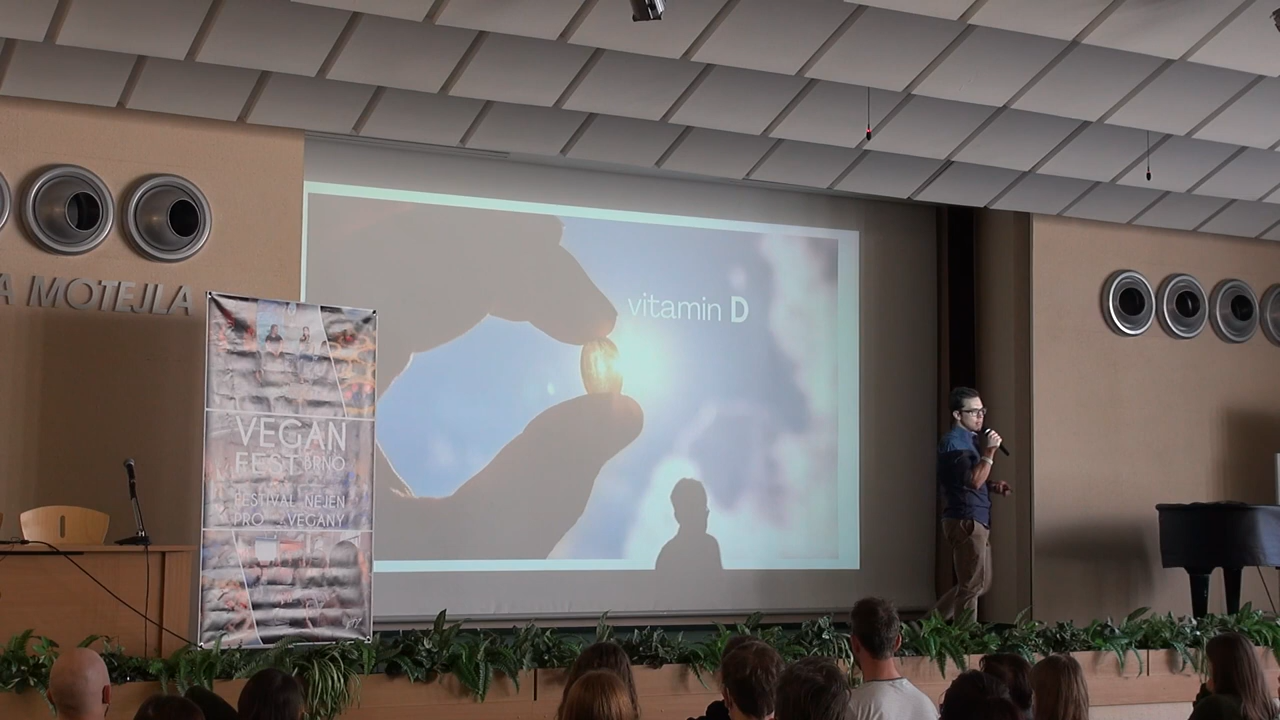 A MOTEJLA
vitamin D
VEGAN
FEST BRNO
FESTIVAL NEJEN
PRO VEGANY